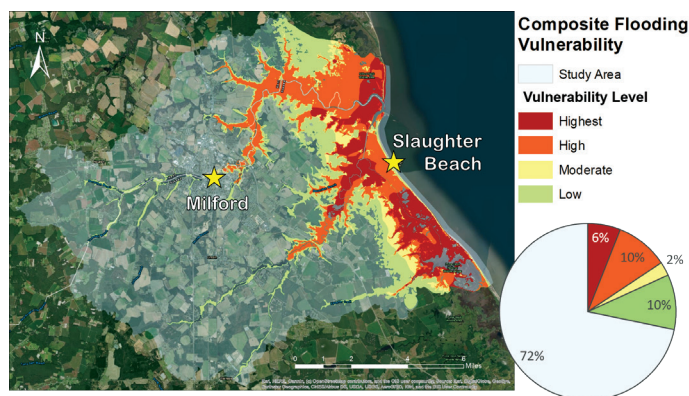 N
Milford
Slaughter
Beach
0
2
4
6
Miles
Composite Flooding
Vulnerability
Study Area
Vulnerability Level
Highest
High
Moderate
Low
6%
10%
2%
10%
72%